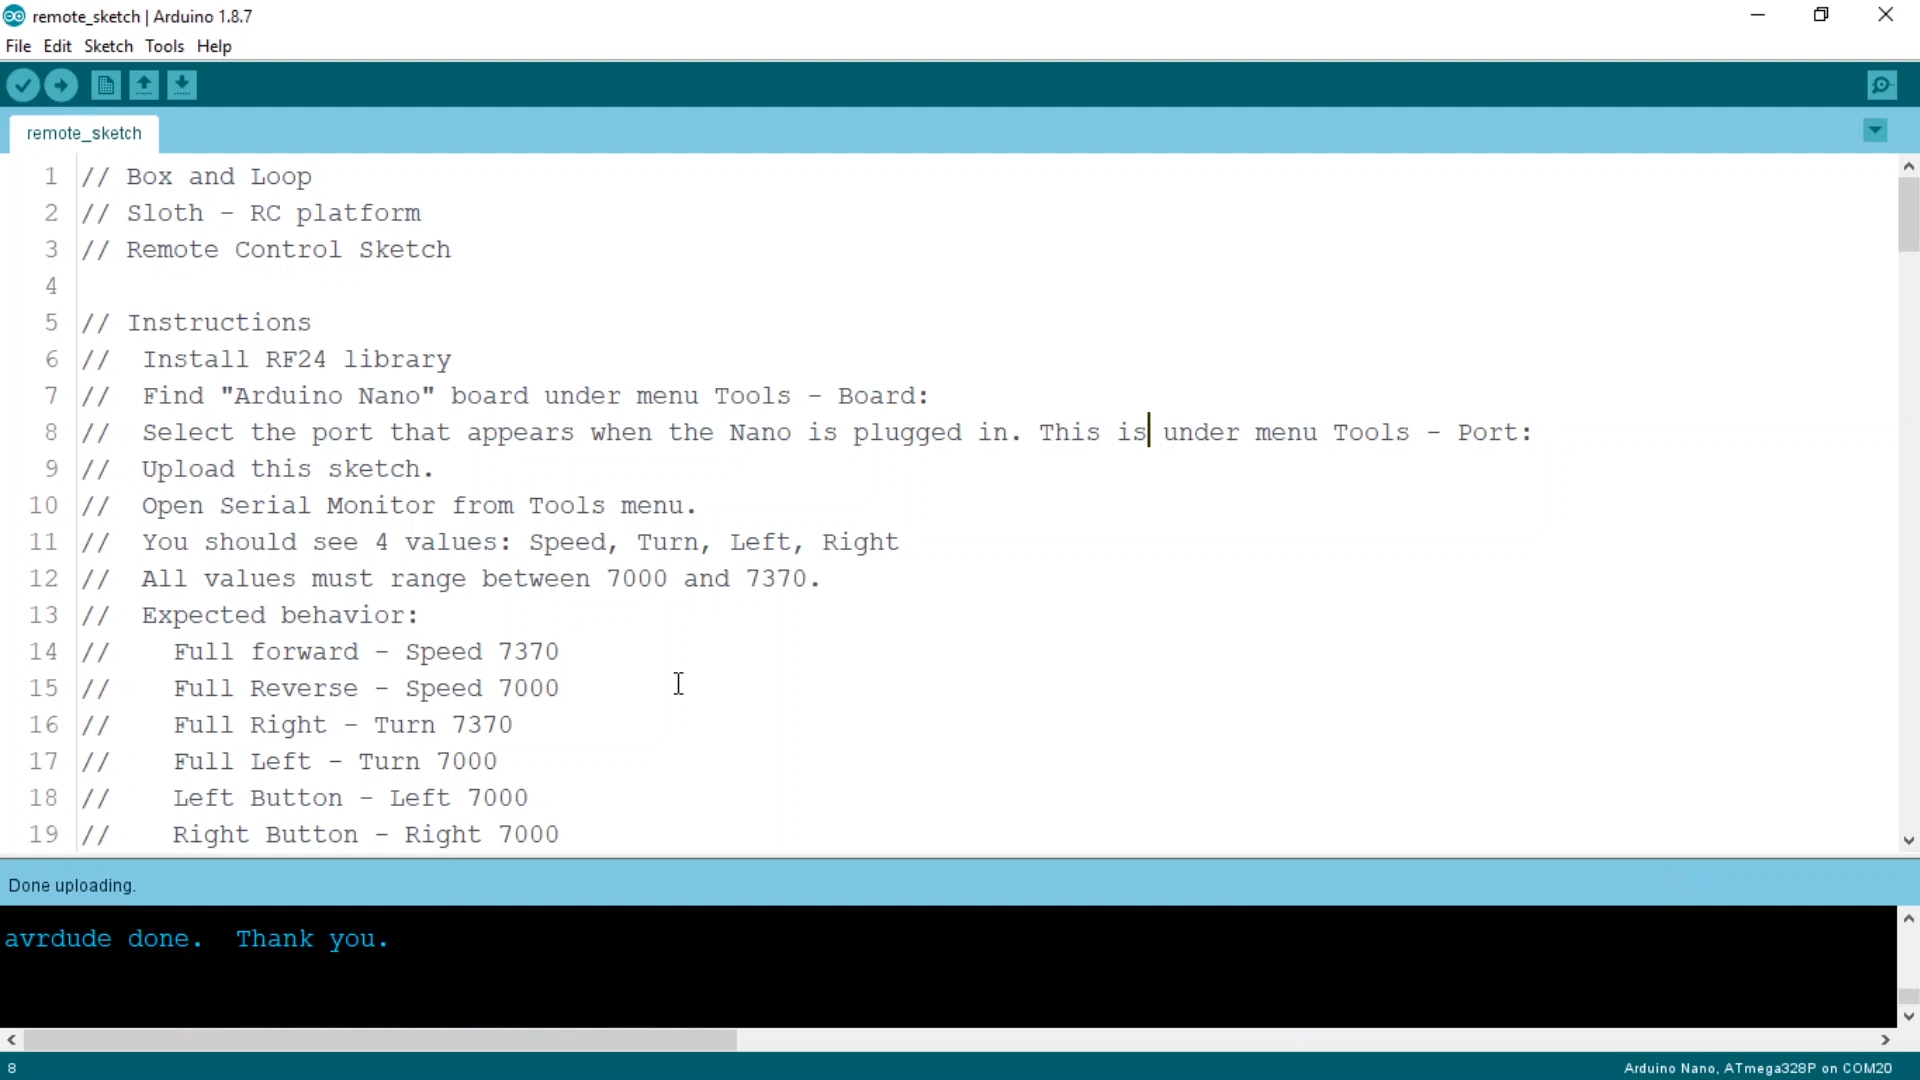 remote_sketch | Arduino 1.8.7
File Edit Sketch Tools Help
remote_sketch
1 // Box and Loop
2 // Sloth - RC platform
3 // Remote Control Sketch
4
5 // Instructions
6 //  Install RF24 library
7 //  Find "Arduino Nano" board under menu Tools - Board:
8 //  Select the port that appears when the Nano is plugged in. This is under menu Tools - Port:
9 //  Upload this sketch.
10 //  Open Serial Monitor from Tools menu.
11 //  You should see 4 values: Speed, Turn, Left, Right
12 //  All values must range between 7000 and 7370.
13 //  Expected behavior:
14 //    Full forward - Speed 7370
15 //    Full Reverse - Speed 7000
16 //    Full Right - Turn 7370
17 //    Full Left - Turn 7000
18 //    Left Button - Left 7000
19 //    Right Button - Right 7000
Done uploading.
avrdude done.  Thank you.
8 Arduino Nano, ATmega328P on COM20